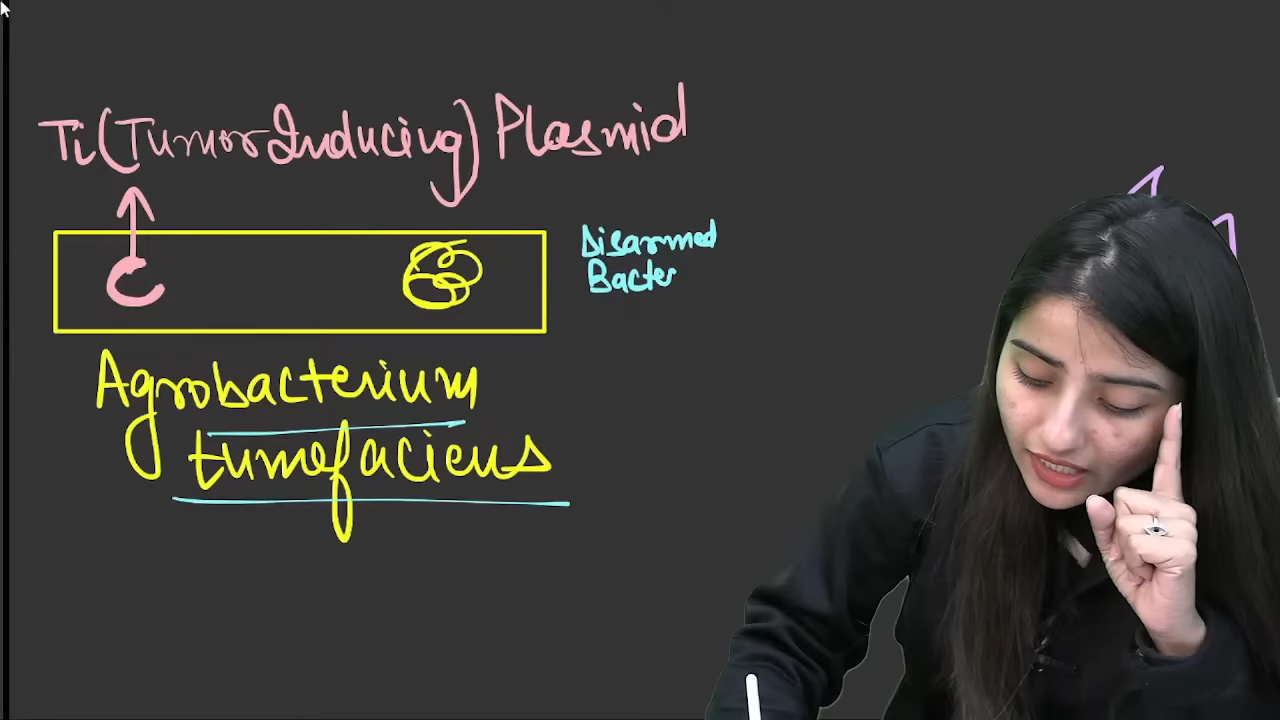 Ti (Tumor Inducing) Plasmid
Disarmed
Bacter
Agrobacterium
tumefaciens